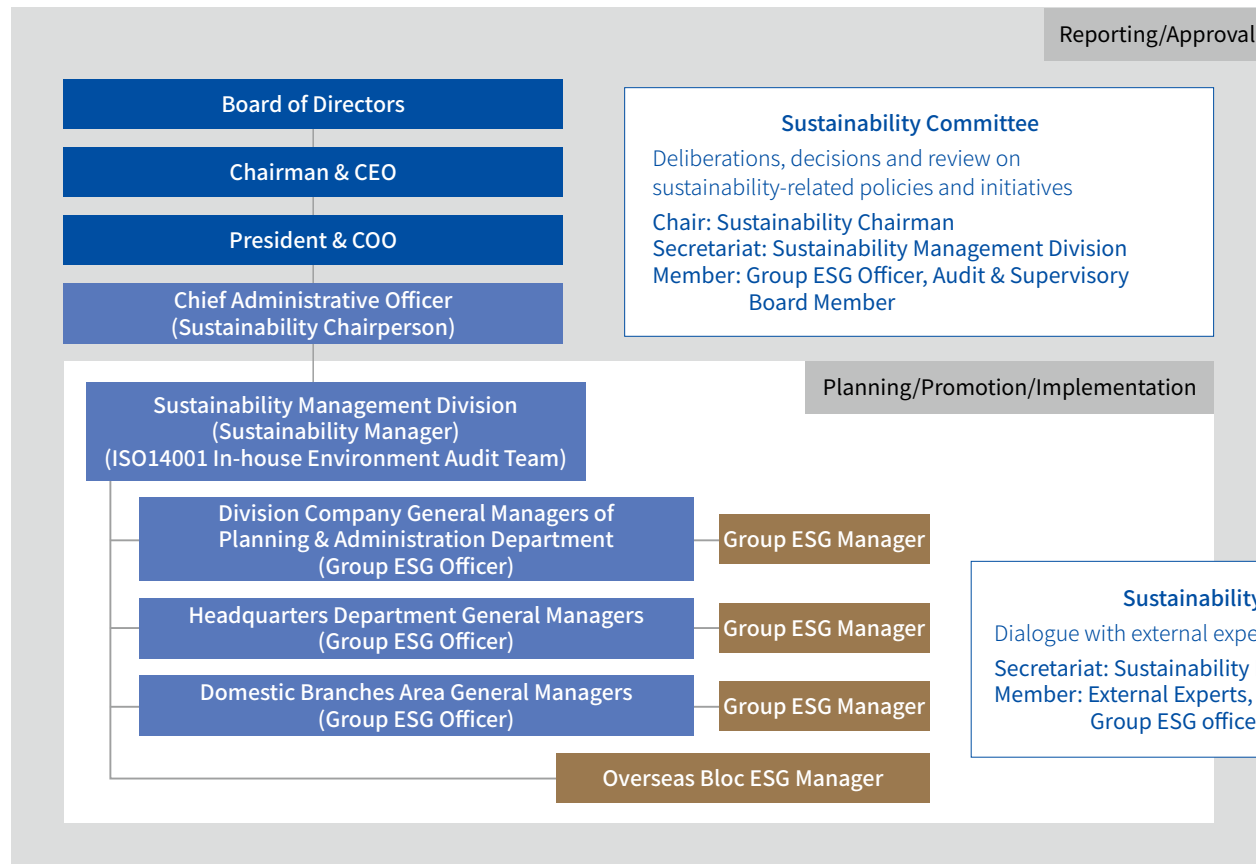 Reporting/Approval
Board of Directors
Chairman & CEO
President & COO
Chief Administrative Officer
(Sustainability Chairperson)
Sustainability Committee
Deliberations, decisions and review on
sustainability-related policies and initiatives
Chair: Sustainability Chairman
Secretariat: Sustainability Management Division
Member: Group ESG Officer, Audit & Supervisory
Board Member
Planning/Promotion/Implementation
Sustainability Management Division
(Sustainability Manager)
(ISO14001 In-house Environment Audit Team)
Division Company General Managers of
Planning & Administration Department
(Group ESG Officer)
Group ESG Manager
Headquarters Department General Managers
(Group ESG Officer)
Group ESG Manager
Domestic Branches Area General Managers
(Group ESG Officer)
Group ESG Manager
Overseas Bloc ESG Manager
Sustainability
Dialogue with external
Secretariat: Sustainability
Member: External Experts,
Group ESG